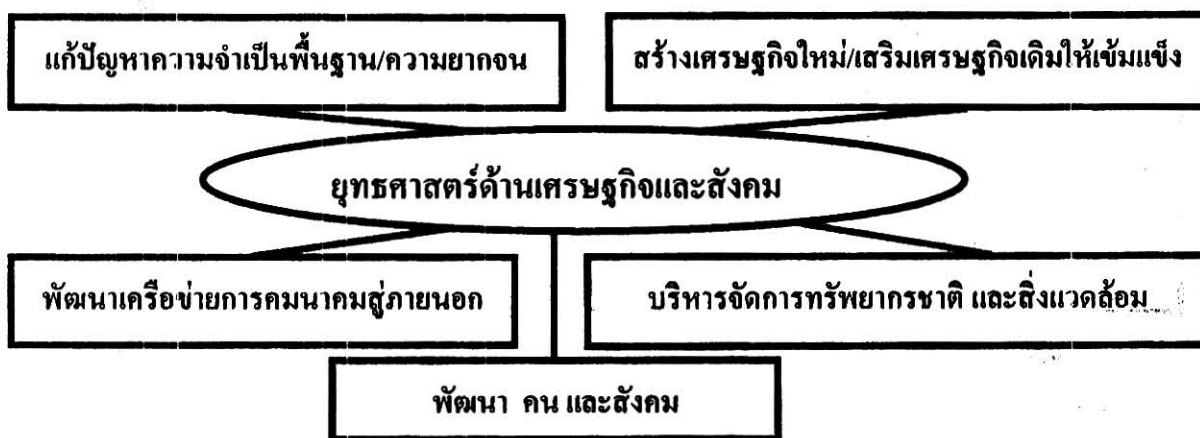 แก้ปัญหาความจำเป็นพื้นฐาน/ความยากจน
สร้างเศรษฐกิจใหม่/เสริมเศรษฐกิจเดิมให้เข้มแข็ง
ยุทธศาสตร์ด้านเศรษฐกิจและสังคม
พัฒนาเครือข่ายการคมนาคมสู่ภายนอก
บริหารจัดการทรัพยากรชาติ และสิ่งแวดล้อม
พัฒนา คน และสังคม